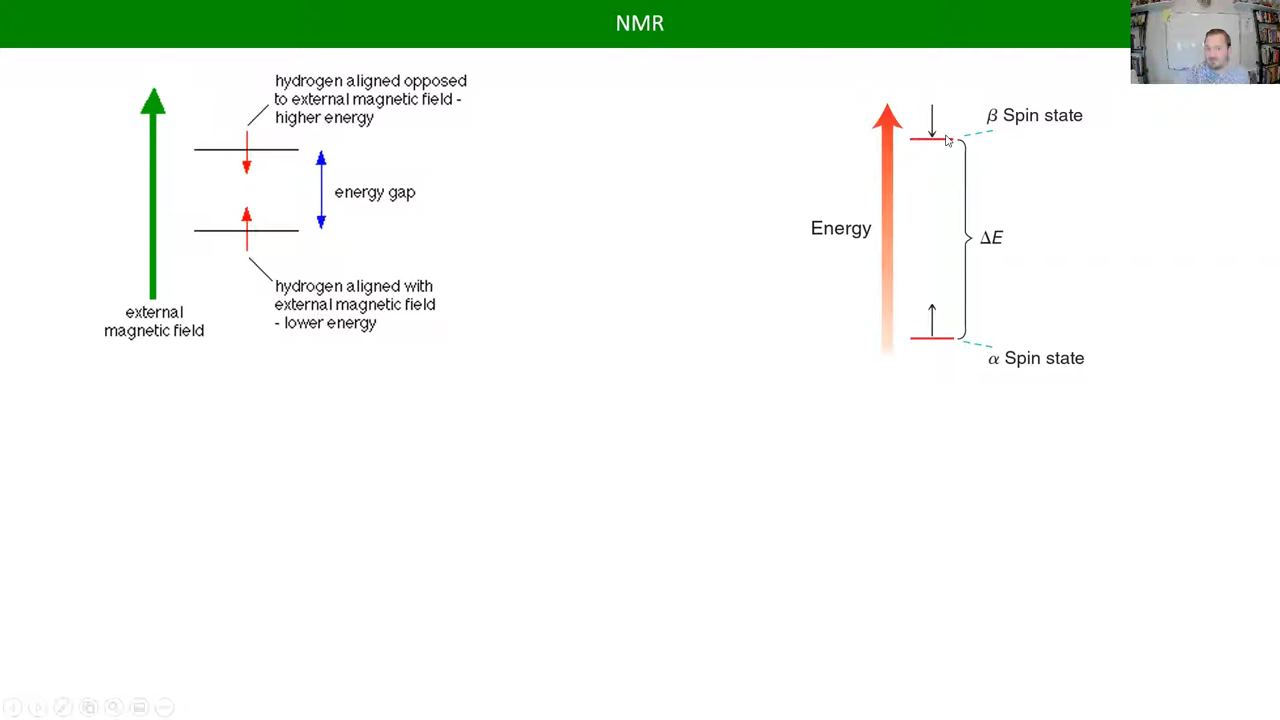 NMR
hydrogen aligned opposed
to external magnetic field -
higher energy
energy gap
hydrogen aligned with
external magnetic field
- lower energy
external
magnetic field
β Spin state
Energy
ΔE
α Spin state